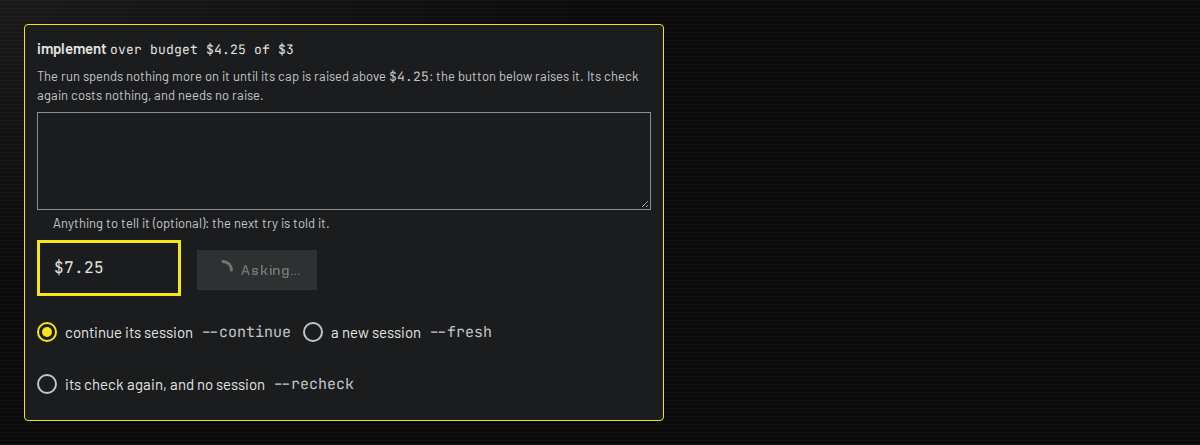 implement over budget $4.25 of $3
The run spends nothing more on it until its cap is raised above $4.25: the button below raises it. Its check
again costs nothing, and needs no raise.
Anything to tell it (optional): the next try is told it.
$7.25
Asking…
continue its session --continue
a new session --fresh
its check again, and no session --recheck